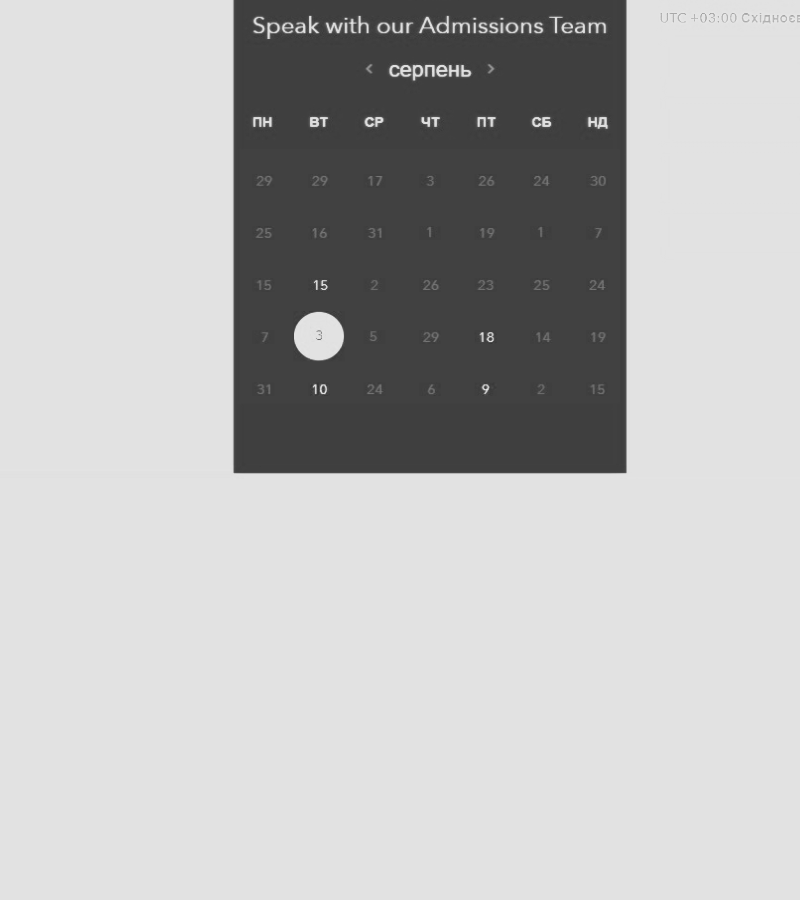 Speak with our Admissions Team
UTC +03:00
‹ серпень ›
ПН ВТ СР ЧТ ПТ СБ НД
29 29 17 3 26 24 30
25 16 31 1 19 1 7
15 15 2 26 23 25 24
7 3 5 29 18 14 19
31 10 24 6 9 2 15